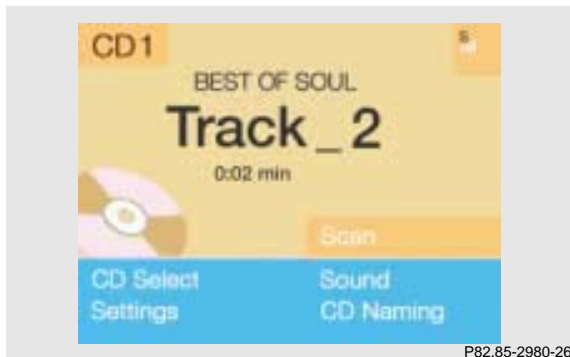 CD1
S
BEST OF SOUL
Track _ 2
0:02 min
Scan
CD Select Sound
Settings CD Naming
P82.85-2980-26